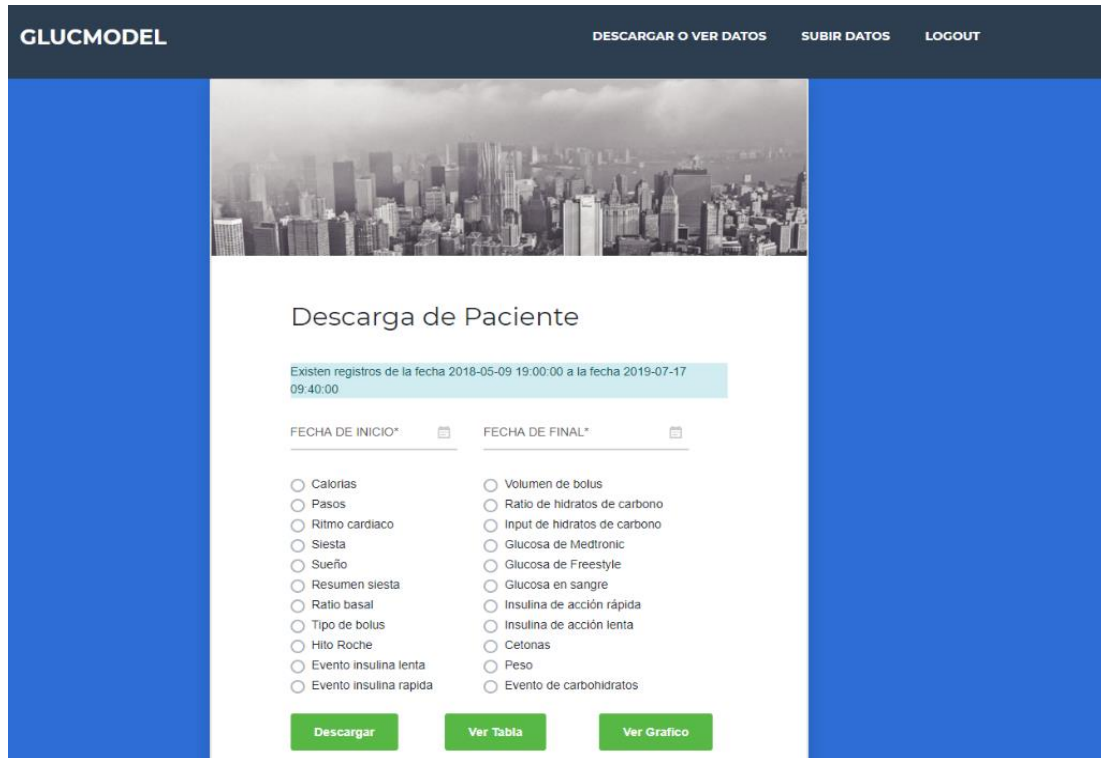 GLUCMODEL
DESCARGAR O VER DATOS SUBIR DATOS LOGOUT
Descarga de Paciente
Existen registros de la fecha 2018-05-09 19:00:00 a la fecha 2019-07-17
09:40:00
FECHA DE INICIO* FECHA DE FINAL*
Calorias
Pasos
Ritmo cardiaco
Siesta
Sueño
Resumen siesta
Ratio basal
Tipo de bolus
Hito Roche
Evento insulina lenta
Evento insulina rapida
Volumen de bolus
Ratio de hidratos de carbono
Input de hidratos de carbono
Glucosa de Medtronic
Glucosa de Freestyle
Glucosa en sangre
Insulina de acción rápida
Insulina de acción lenta
Cetonas
Peso
Evento de carbohidratos
Descargar Ver Tabla Ver Grafico